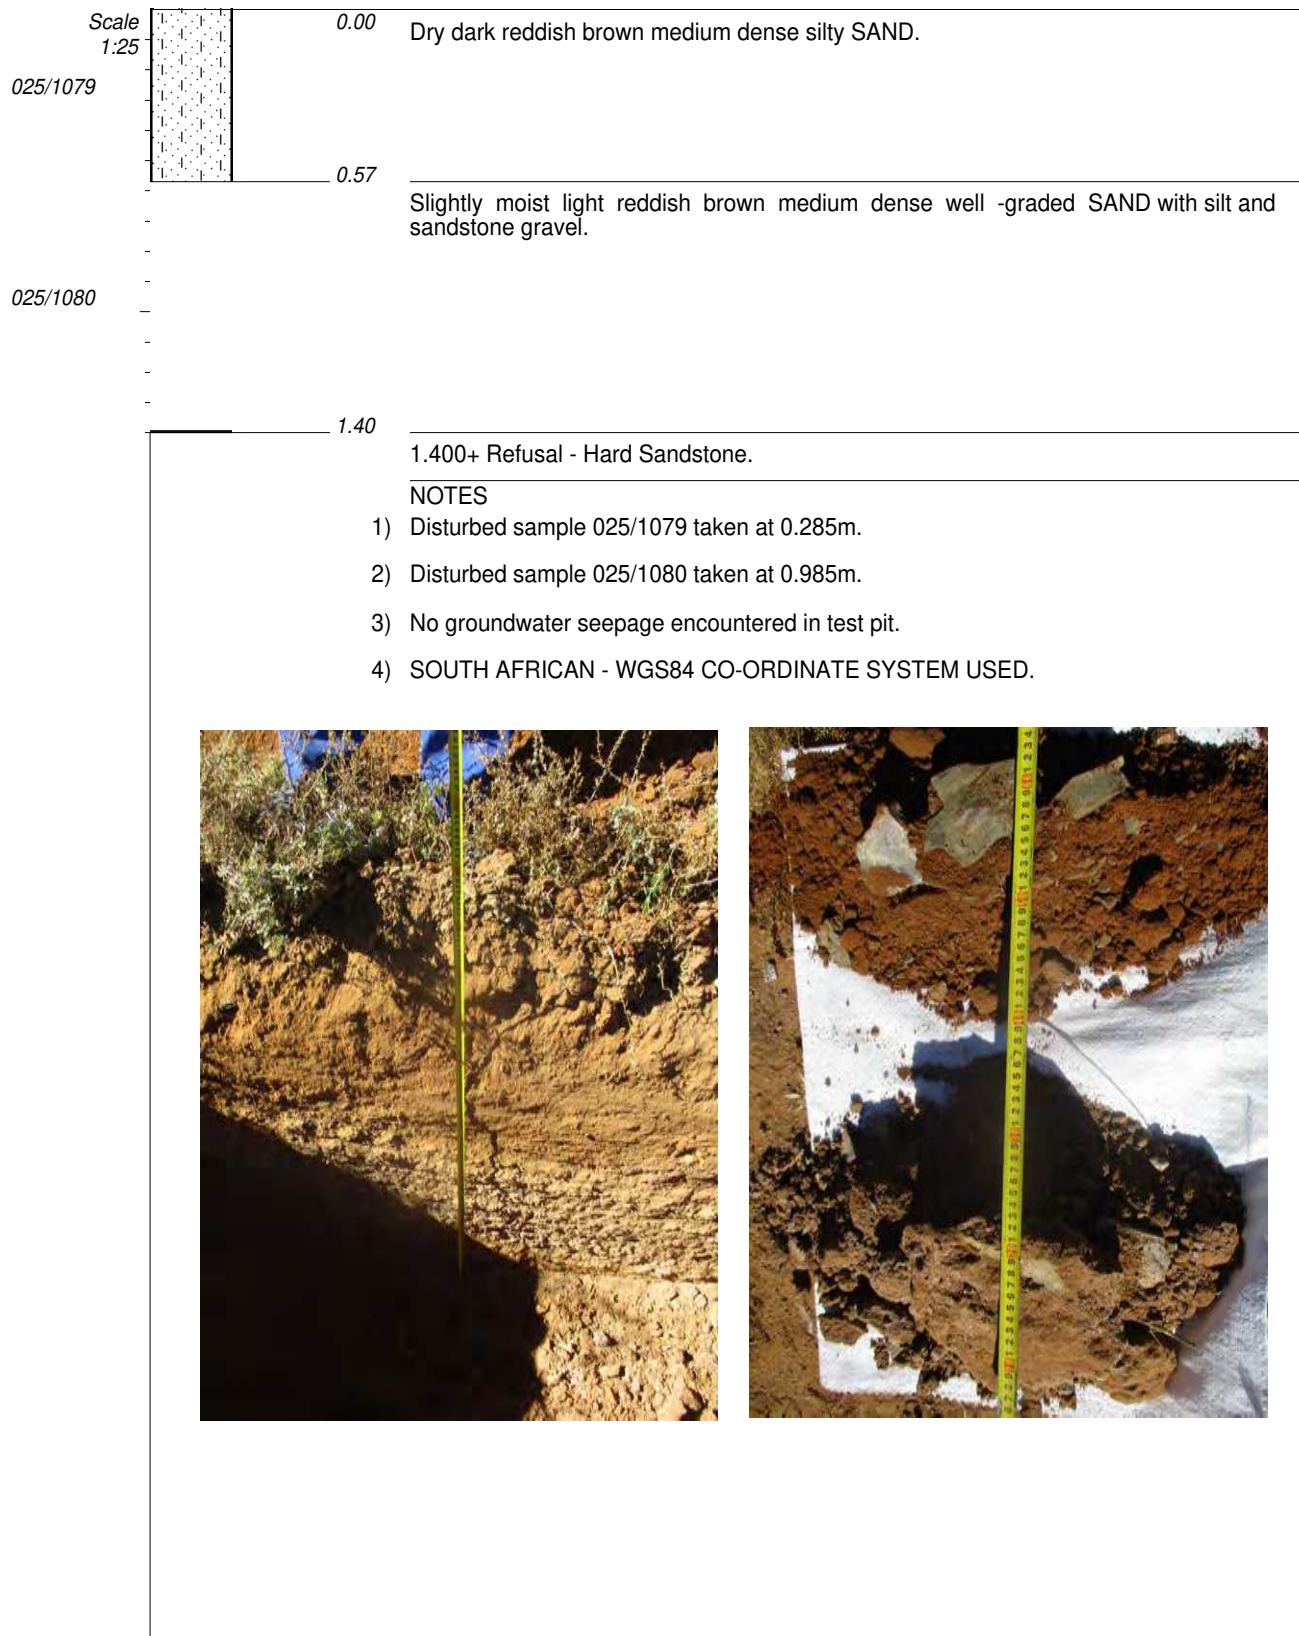 Scale
1:25
0.00 Dry dark reddish brown medium dense silty SAND.
025/1079
0.57
Slightly moist light reddish brown medium dense well -graded SAND with silt and
sandstone gravel.
025/1080
1.40
1.400+ Refusal - Hard Sandstone.
NOTES
1) Disturbed sample 025/1079 taken at 0.285m.
2) Disturbed sample 025/1080 taken at 0.985m.
3) No groundwater seepage encountered in test pit.
4) SOUTH AFRICAN - WGS84 CO-ORDINATE SYSTEM USED.